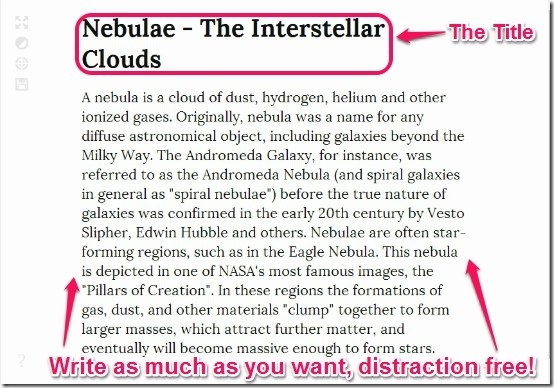 Nebulae - The Interstellar
Clouds
The Title
A nebula is a cloud of dust, hydrogen, helium and other
ionized gases. Originally, nebula was a name for any
diffuse astronomical object, including galaxies beyond the
Milky Way. The Andromeda Galaxy, for instance, was
referred to as the Andromeda Nebula (and spiral galaxies
in general as "spiral nebulae") before the true nature of
galaxies was confirmed in the early 20th century by Vesto
Slipher, Edwin Hubble and others. Nebulae are often star-
forming regions, such as in the Eagle Nebula. This nebula
is depicted in one of NASA's most famous images, the
"Pillars of Creation". In these regions the formations of
gas, dust, and other materials "clump" together to form
larger masses, which attract further matter, and
eventually will become massive enough to form stars.
?
Write as much as you want, distraction free!